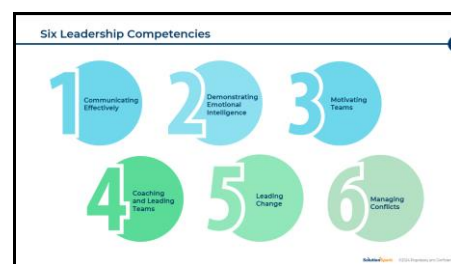 Six Leadership Competencies
1
Communicating
Effectively
2
Demonstrating
Emotional
Intelligence
3
Motivating
Teams
4
Coaching
and Leading
Teams
5
Leading
Change
6
Managing
Conflicts